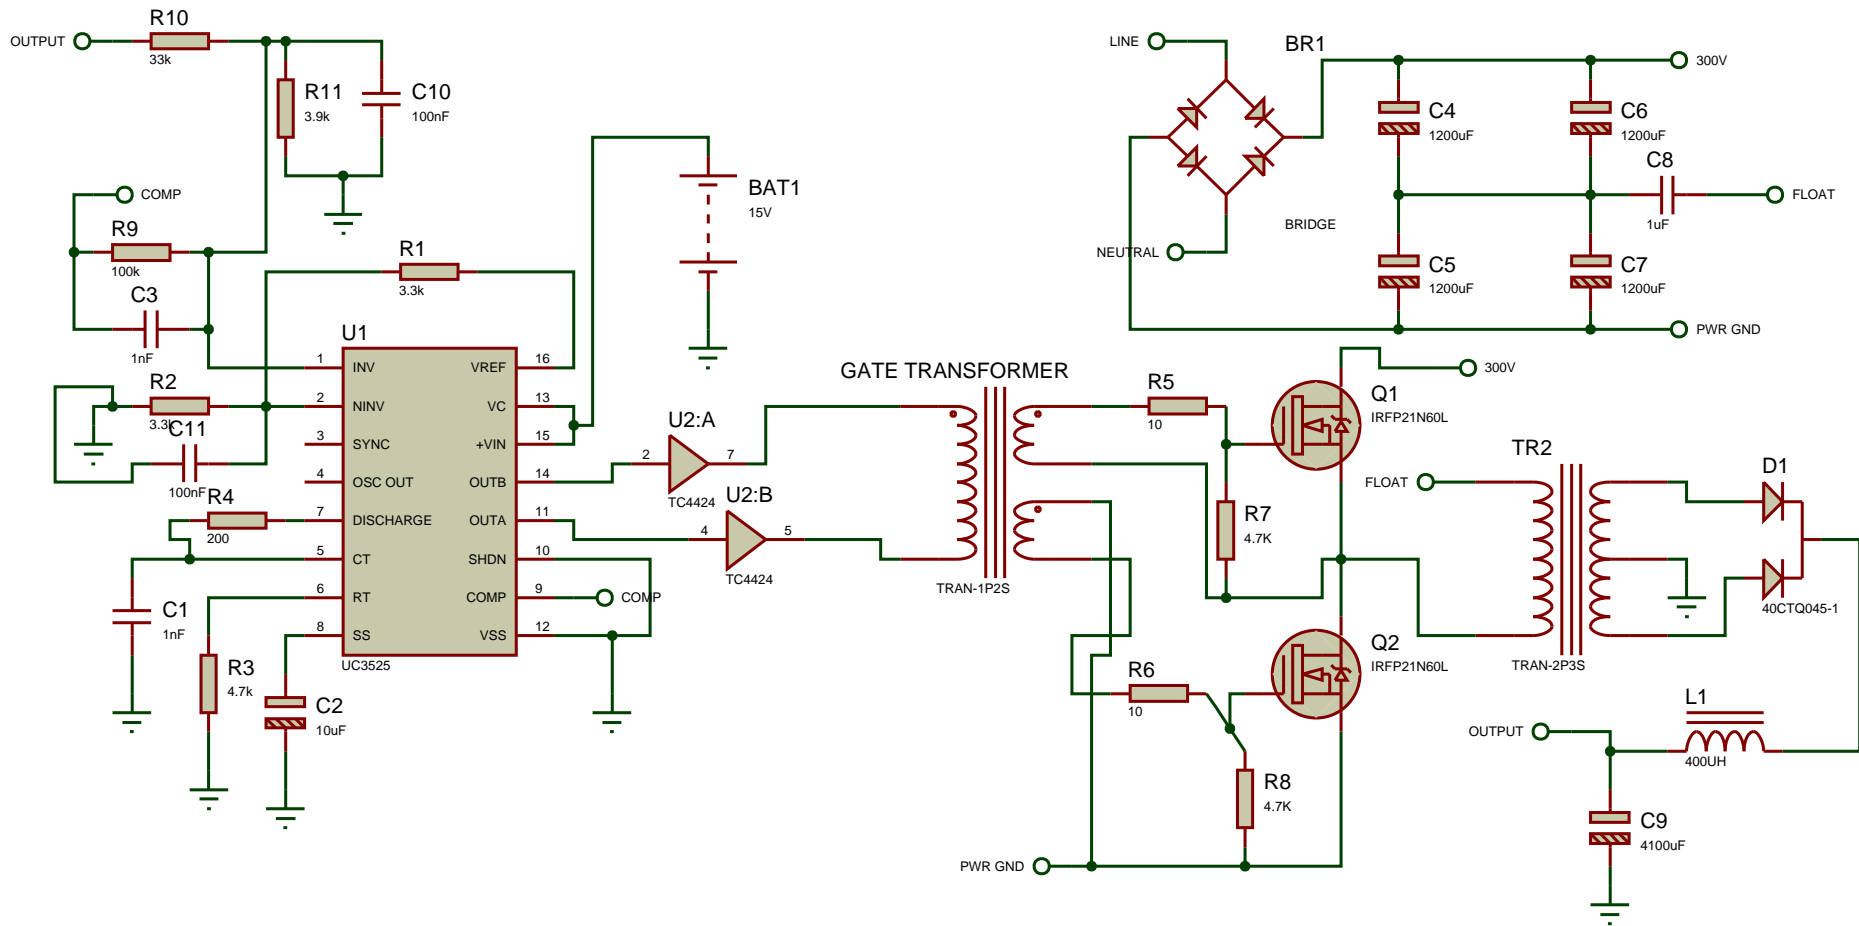 R10
OUTPUT
33k
R11
3.9k
C10
100nF
COMP
R9
100k
C3
1nF
R1
3.3k
BAT1
15V
U1
1 INV VREF 16
2 NINV VC 13
3 SYNC +VIN 15
4 OSC OUT OUTB 14
7 DISCHARGE OUTA 11
5 CT SHDN 10
6 RT COMP 9
8 SS VSS 12
UC3525
COMP
R2
3.3k
C11
100nF
R4
200
C1
1nF
R3
4.7k
C2
10uF
U2:A
2 7
TC4424
U2:B
4 5
TC4424
GATE TRANSFORMER
TRAN-1P2S
LINE
BR1
NEUTRAL
BRIDGE
300V
C4
1200uF
C6
1200uF
C8
1uF
FLOAT
C5
1200uF
C7
1200uF
PWR GND
R5
10
R7
4.7K
300V
Q1
IRFP21N60L
Q2
IRFP21N60L
R6
10
R8
4.7K
PWR GND
FLOAT
TR2
TRAN-2P3S
D1
40CTQ045-1
L1
400UH
OUTPUT
C9
4100uF